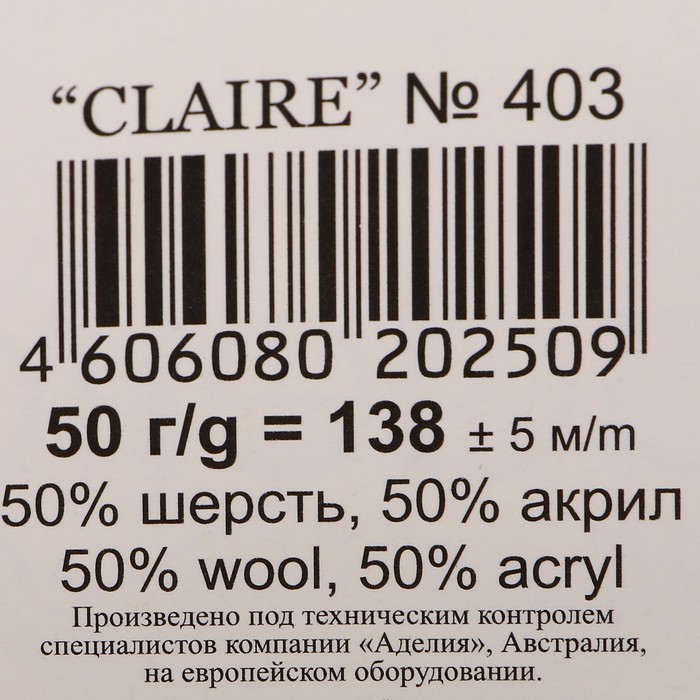 “CLAIRE” № 403
4 606080 202509
50 г/g = 138 ± 5 м/m
50% шерсть, 50% акрил
50% wool, 50% acryl
Произведено под техническим контролем
специалистов компании «Аделия», Австралия,
на европейском оборудовании.